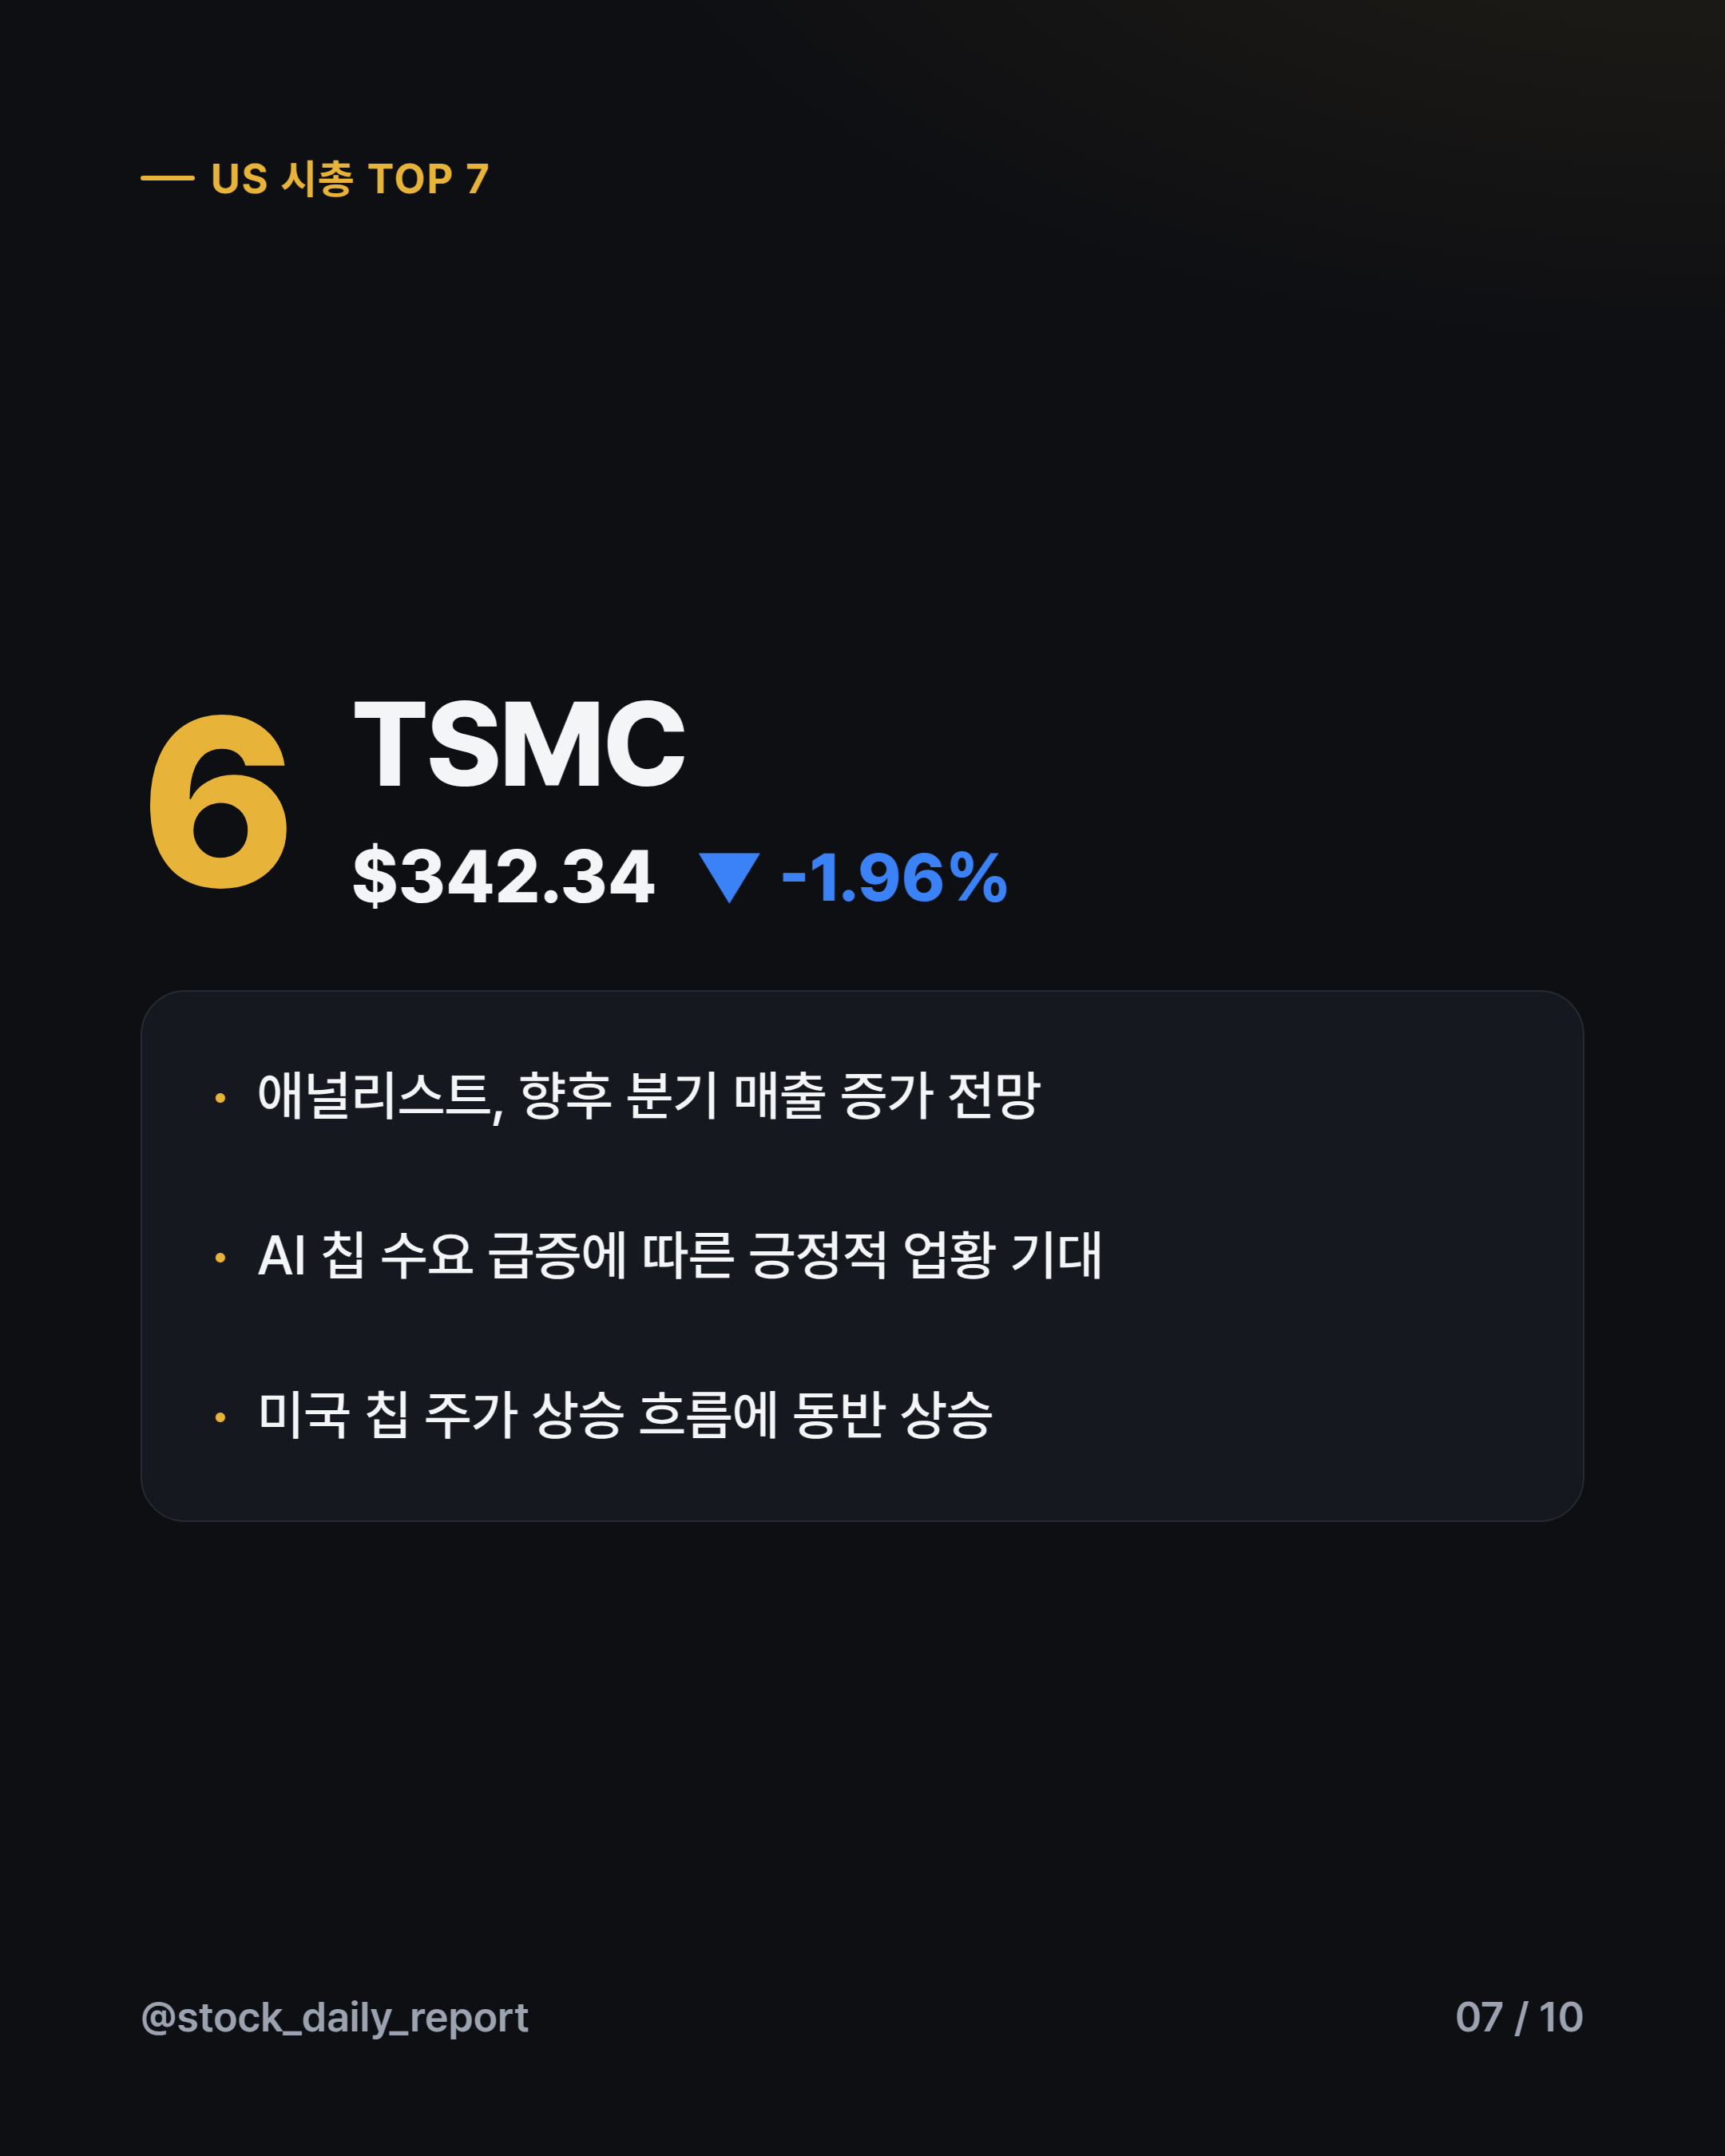 US 시총 TOP 7
6
TSMC
$342.34 ▼ -1.96%
• 애널리스트, 향후 분기 매출 증가 전망
• AI 칩 수요 급증에 따른 긍정적 업황 기대
• 미국 칩 주가 상승 흐름에 동반 상승
@stock_daily_report
07 / 10